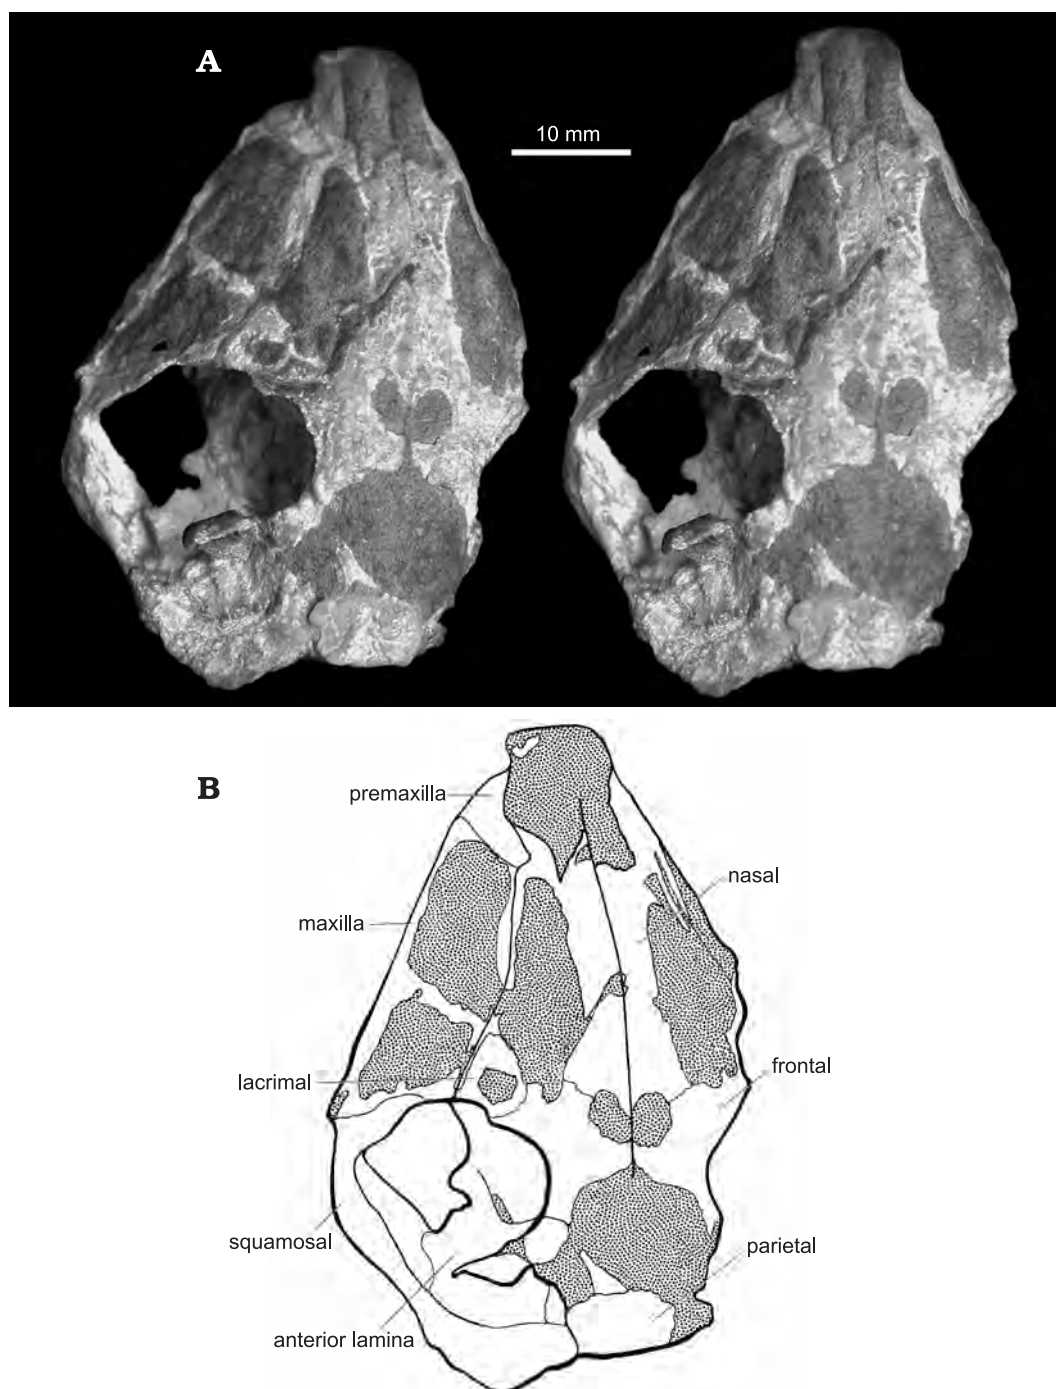 A
10 mm
B
premaxilla
nasal
maxilla
lacrimal
frontal
squamosal
parietal
anterior lamina